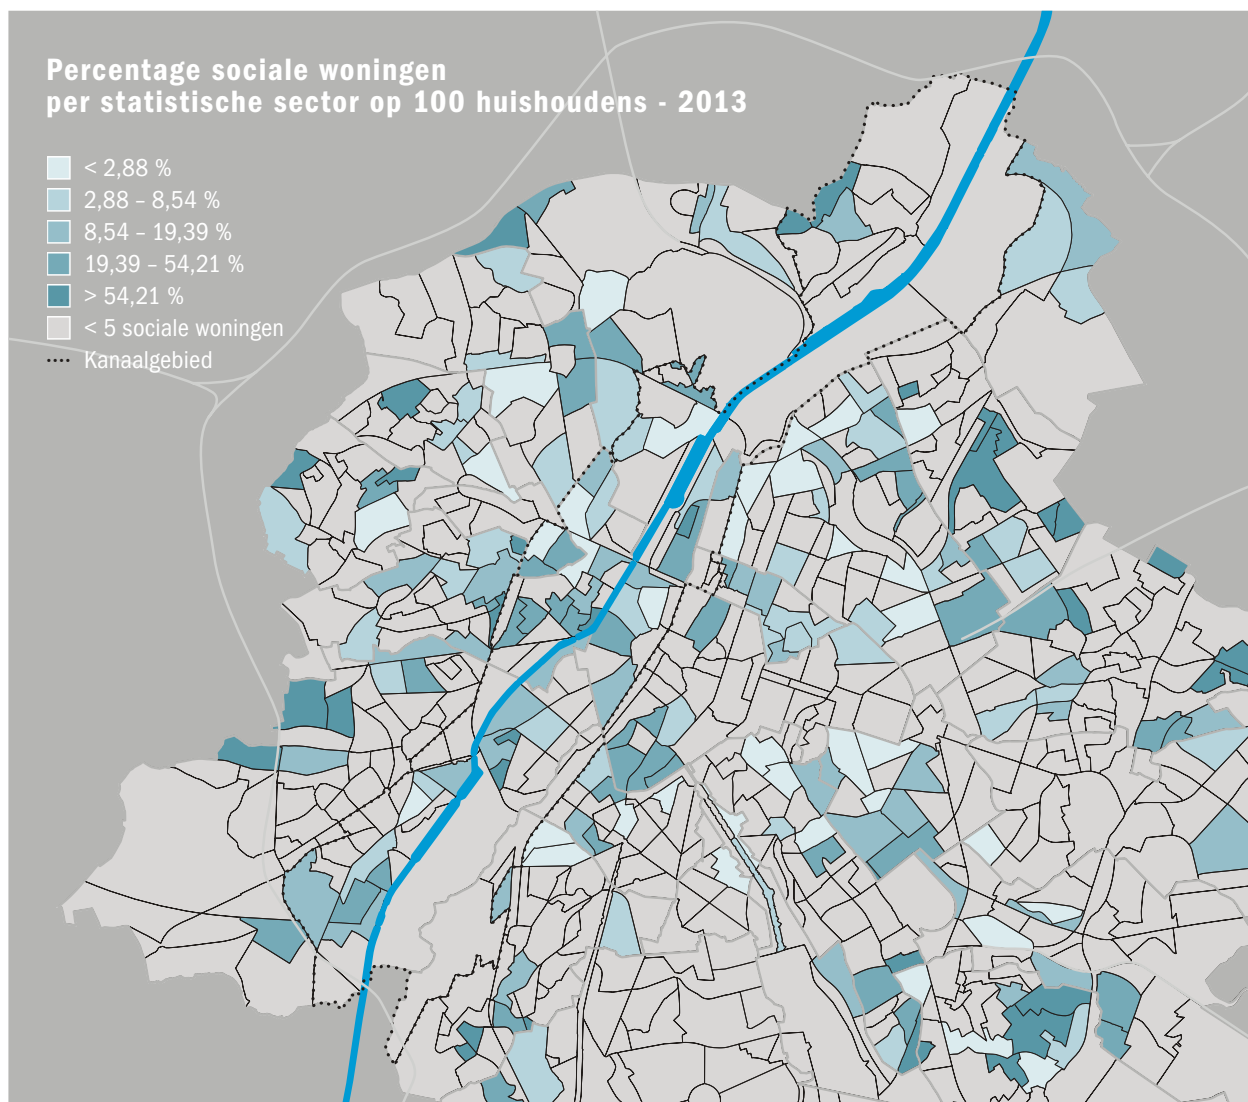 Percentage sociale woningen
per statistische sector op 100 huishoudens - 2013
< 2,88 %
2,88 – 8,54 %
8,54 – 19,39 %
19,39 – 54,21 %
> 54,21 %
< 5 sociale woningen
Kanaalgebied